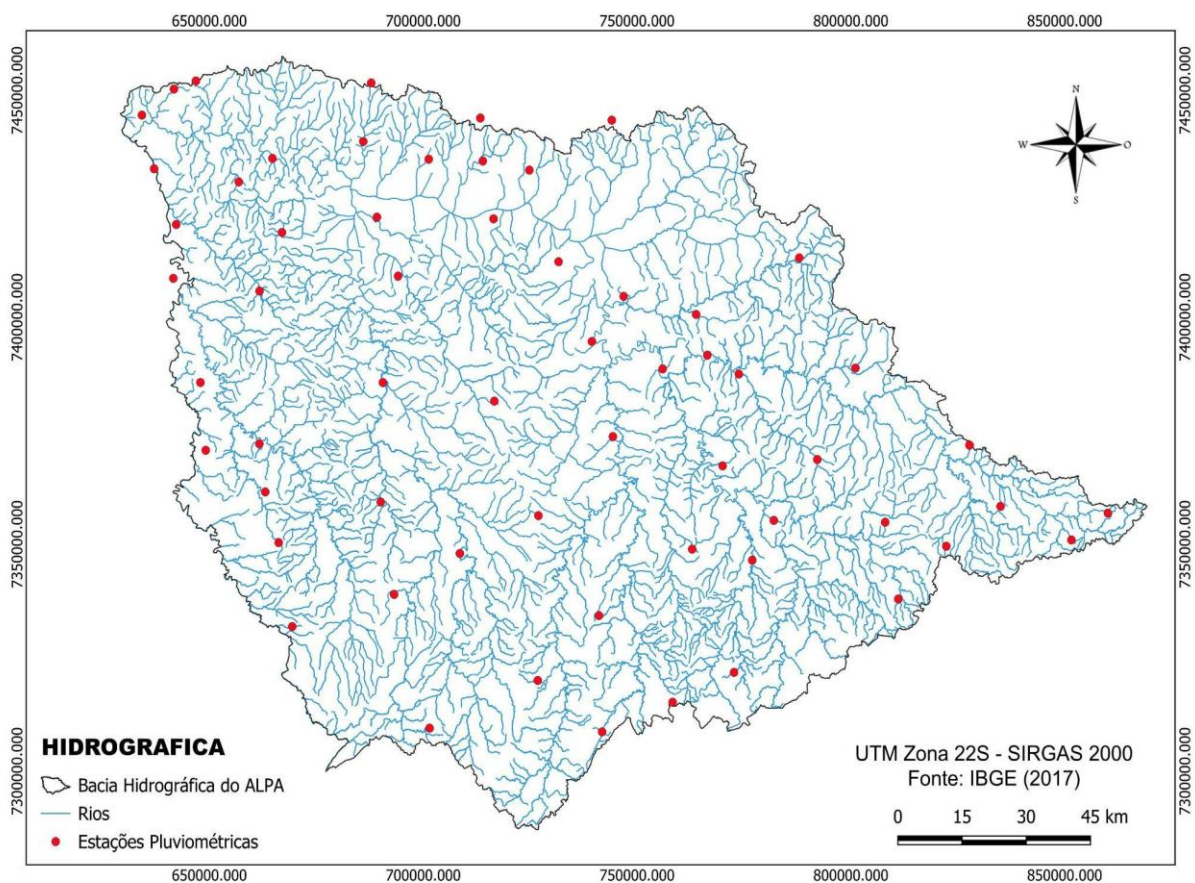 650000.000 700000.000 750000.000 800000.000 850000.000
7450000.000 7450000.000
N
W O
S
7400000.000 7400000.000
7350000.000 7350000.000
7300000.000 7300000.000
HIDROGRAFICA
Bacia Hidrográfica do ALPA
Rios
Estações Pluviométricas
UTM Zona 22S - SIRGAS 2000
Fonte: IBGE (2017)
0 15 30 45 km
650000.000 700000.000 750000.000 800000.000 850000.000